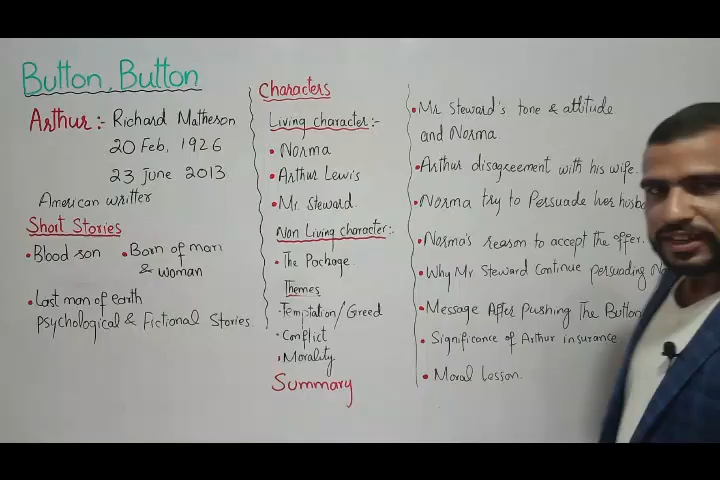 Button, Button
Arthur:- Richard Matheson
20 Feb, 1926
23 June 2013
American writter
Short Stories
• Blood son • Born of man
& woman
• Last man of earth
psychological & Fictional Stories
Characters
Living character:-
• Norma
• Arthur Lewis
• Mr. Steward.
Non Living character:-
• The Package
Themes
• Temptation/Greed
• Conflict
• Morality
Summary
• Mr Steward's tone & attitude
and Norma
• Arthur disagreement with his wife.
• Norma try to Persuade her
• Norma's reason to accept the offer.
• Why Mr Steward continue persuading
• Message After pushing The Button
• Significance of Arthur insurance
• Moral lesson.